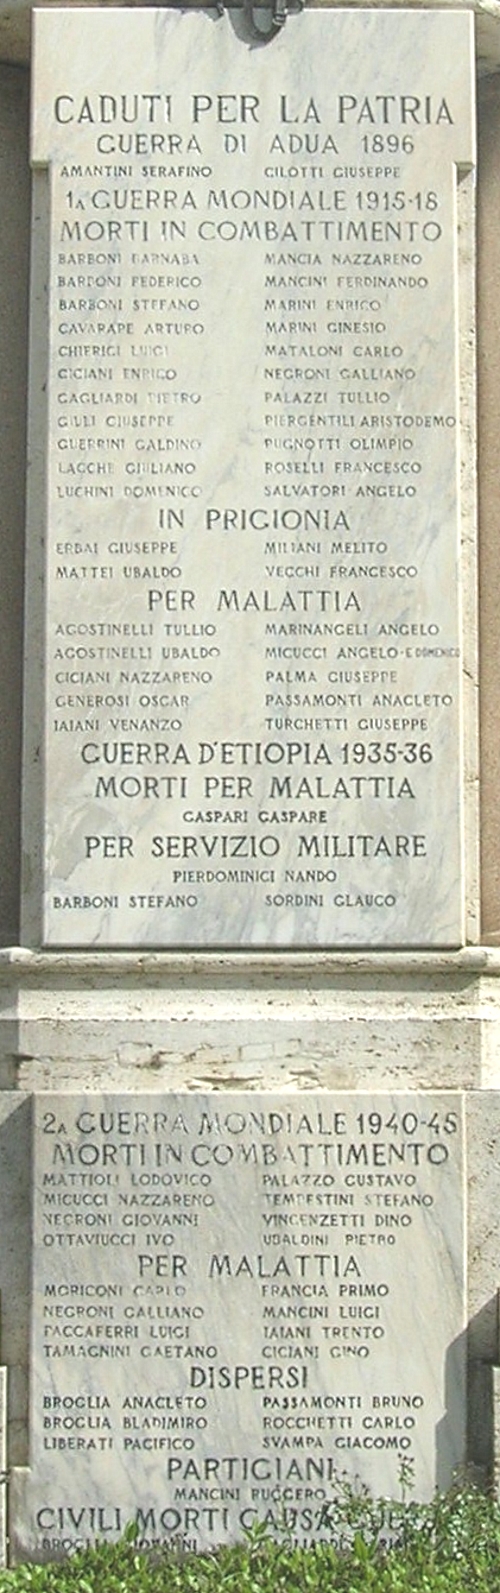 CADUTI PER LA PATRIA
GUERRA DI ADUA 1896
AMANTINI SERAFINO CILOTTI GIUSEPPE
1A GUERRA MONDIALE 1915-18
MORTI IN COMBATTIMENTO
BARBONI BARNABA MANCIA NAZZARENO
BARBONI FEDERICO MANCINI FERDINANDO
BARBONI STEFANO MARINI ENRICO
CAVARAPE ARTURO MARINI GINESIO
CHIERICI LUIGI MATALONI CARLO
CICIANI ENRICO NEGRONI GALLIANO
GAGLIARDI PIETRO PALAZZI TULLIO
GILLI GIUSEPPE PIERGENTILI ARISTODEMO
GUERRINI GALDINO PUGNOTTI OLIMPIO
LACCHE GIULIANO ROSELLI FRANCESCO
LUCHINI DOMENICO SALVATORI ANGELO
IN PRIGIONIA
ERBAI GIUSEPPE MILIANI MELITO
MATTEI UBALDO VECCHI FRANCESCO
PER MALATTIA
AGOSTINELLI TULLIO MARINANGELI ANGELO
AGOSTINELLI UBALDO MICUCCI ANGELO - E DOMENICO
CICIANI NAZZARENO PALMA GIUSEPPE
GENEROSI OSCAR PASSAMONTI ANACLETO
IAIANI VENANZO TURCHETTI GIUSEPPE
GUERRA D'ETIOPIA 1935-36
MORTI PER MALATTIA
GASPARI GASPARE
PER SERVIZIO MILITARE
PIERDOMINICI NANDO
BARBONI STEFANO SORDINI GLAUCO
2A GUERRA MONDIALE 1940-45
MORTI IN COMBATTIMENTO
MATTIOLI LODOVICO PALAZZO GUSTAVO
MICUCCI NAZZARENO TEMPESTINI STEFANO
NEGRONI GIOVANNI VINCENZETTI DINO
OTTAVIUCCI IVO UBALDINI PIETRO
PER MALATTIA
MORICONI CARLO FRANCIA PRIMO
NEGRONI GALLIANO MANCINI LUIGI
PACCAFERRI LUIGI IAIANI TRENTO
TAMAGNINI GAETANO CICIANI GINO
DISPERSI
BROGLIA ANACLETO PASSAMONTI BRUNO
BROGLIA BLADIMIRO ROCCHETTI CARLO
LIBERATI PACIFICO SVAMPA GIACOMO
PARTIGIANI
MANCINI RUGGERO
CIVILI MORTI CAUSA
BROGLIA GIOVANNI